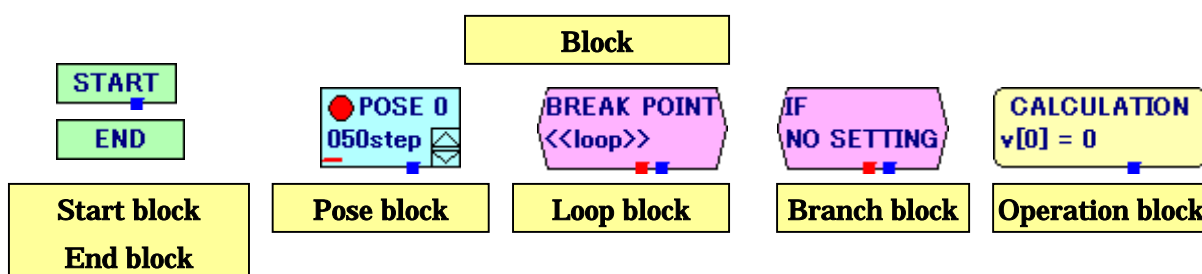 Block
START
END
POSE 0
050step
BREAK POINT
<<loop>>
IF
NO SETTING
CALCULATION
v[0] = 0
Start block
End block
Pose block
Loop block
Branch block
Operation block